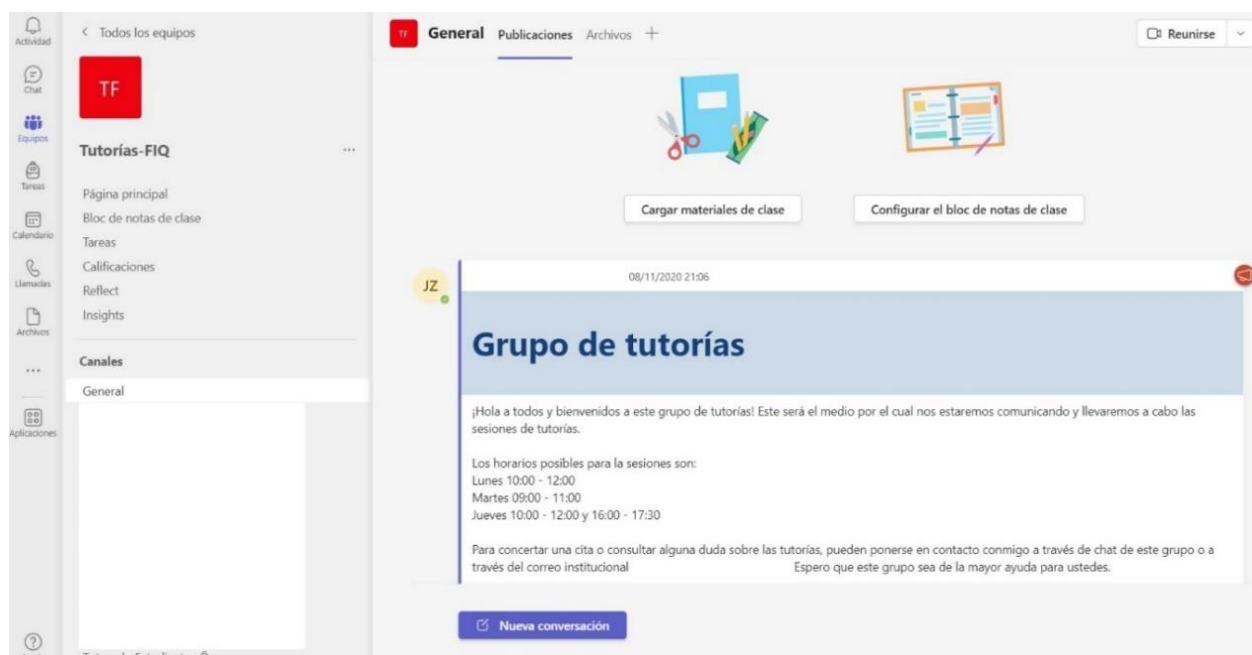 Actividad
Chat
Equipos
Tareas
Calendario
Llamadas
Archivos
Aplicaciones
Todos los equipos
TF
Tutorías-FIQ
Página principal
Bloc de notas de clase
Tareas
Calificaciones
Reflect
Insights
Canales
General
TF General Publicaciones Archivos
Reunirse
Cargar materiales de clase
Configurar el bloc de notas de clase
JZ
08/11/2020 21:06
Grupo de tutorías
¡Hola a todos y bienvenidos a este grupo de tutorías! Este será el medio por el cual nos estaremos comunicando y llevaremos a cabo las
sesiones de tutorías.
Los horarios posibles para la sesiones son:
Lunes 10:00 - 12:00
Martes 09:00 - 11:00
Jueves 10:00 - 12:00 y 16:00 - 17:30
Para concertar una cita o consultar alguna duda sobre las tutorías, pueden ponerse en contacto conmigo a través de chat de este grupo o a
través del correo institucional Espero que este grupo sea de la mayor ayuda para ustedes.
Nueva conversación